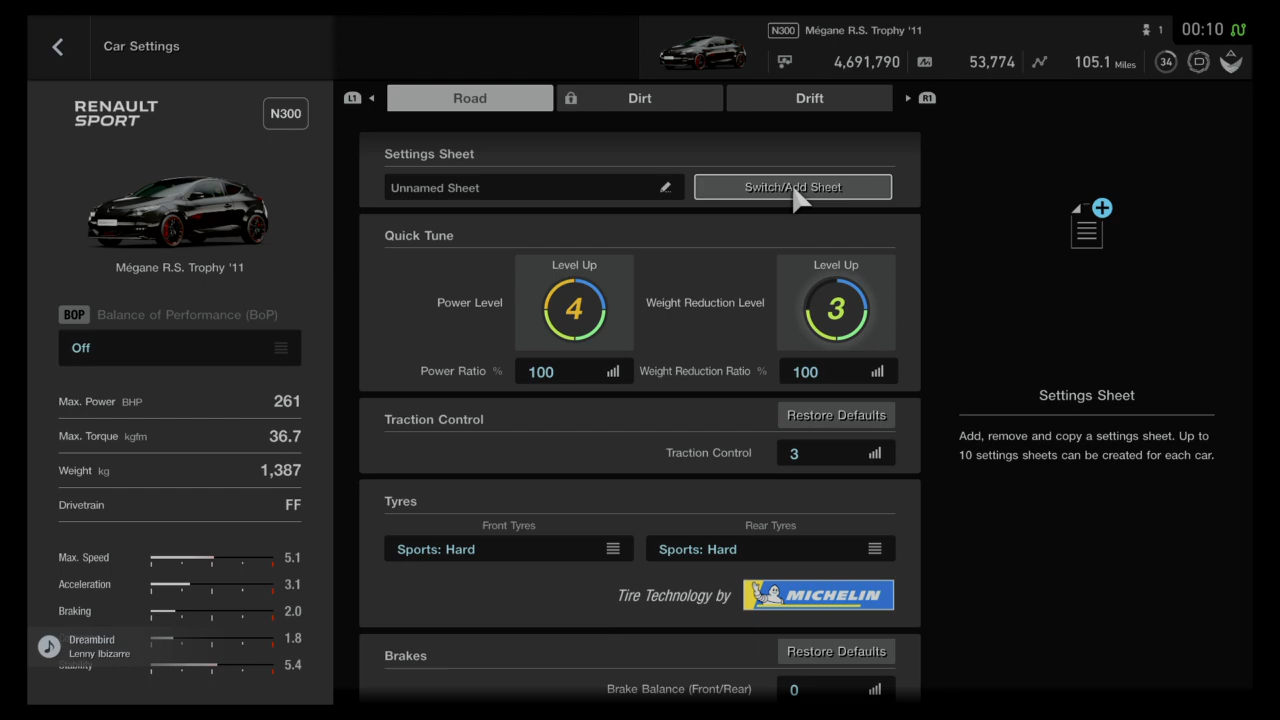 Car Settings
N300 Mégane R.S. Trophy '11
1
00:10
4,691,790
53,774
105.1 Miles
34
RENAULT
SPORT
N300
Mégane R.S. Trophy '11
BOP Balance of Performance (BoP)
Off
Max. Power BHP 261
Max. Torque kgfm 36.7
Weight kg 1,387
Drivetrain FF
Max. Speed 5.1
Acceleration 3.1
Braking 2.0
1.8
Stability 5.4
Dreambird
Lenny Ibizarre
L1 Road Dirt Drift R1
Settings Sheet
Unnamed Sheet Switch/Add Sheet
Quick Tune
Level Up Level Up
Power Level 4 Weight Reduction Level 3
Power Ratio % 100 Weight Reduction Ratio % 100
Traction Control Restore Defaults
Traction Control 3
Tyres
Front Tyres Rear Tyres
Sports: Hard Sports: Hard
Tire Technology by MICHELIN
Brakes Restore Defaults
Brake Balance (Front/Rear) 0
Settings Sheet
Add, remove and copy a settings sheet. Up to
10 settings sheets can be created for each car.